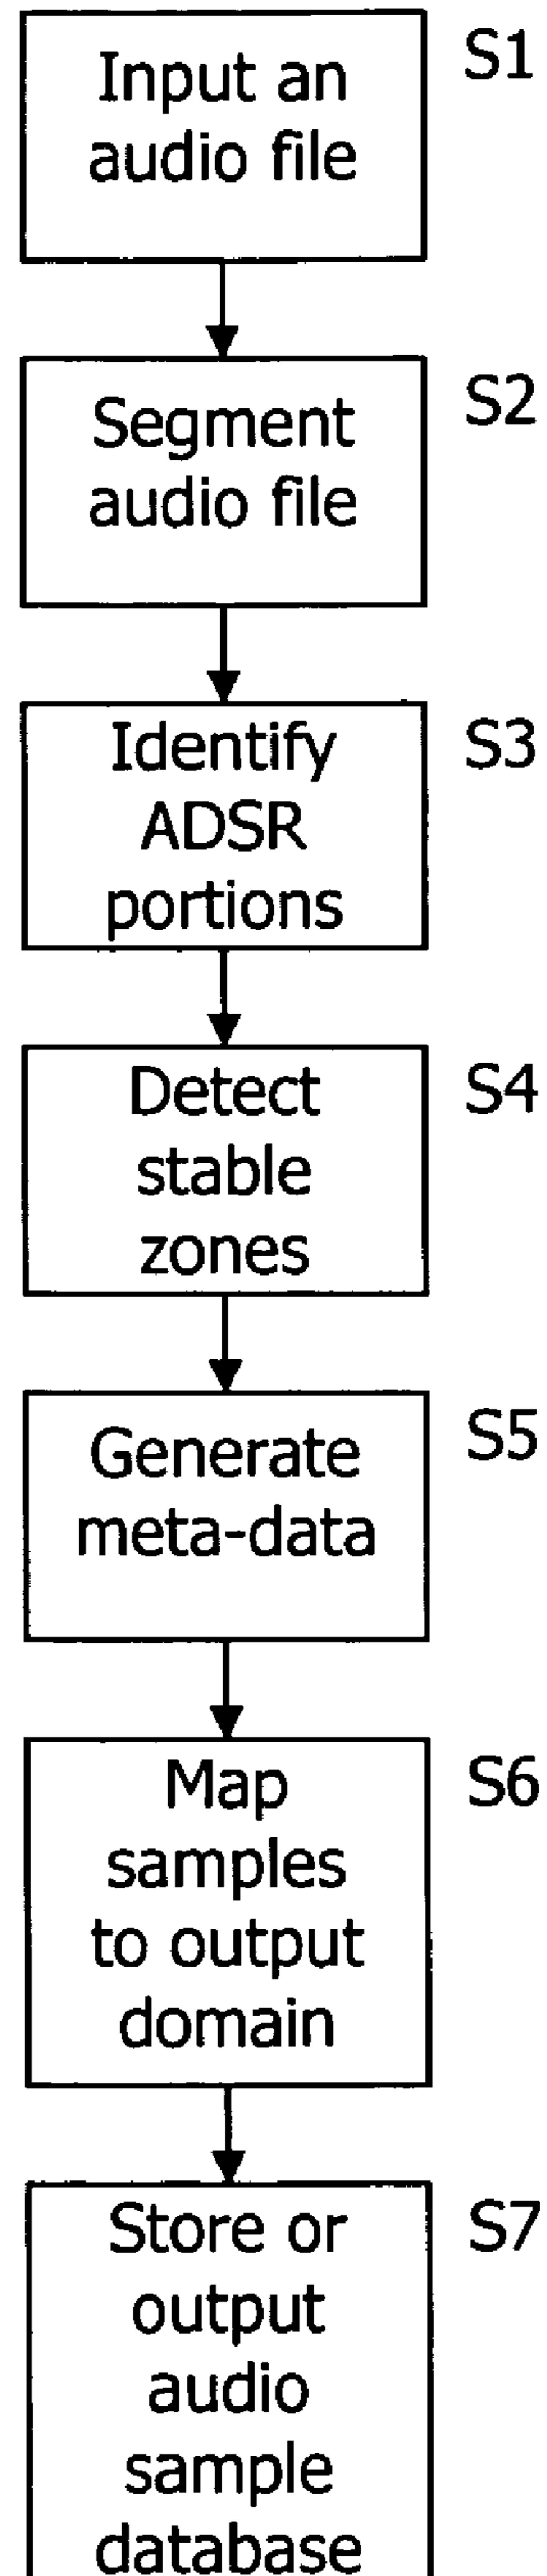 Input an
audio file
S1
Segment
audio file
S2
Identify
ADSR
portions
S3
Detect
stable
zones
S4
Generate
meta-data
S5
Map
samples
to output
domain
S6
Store or
output
audio
sample
database
S7